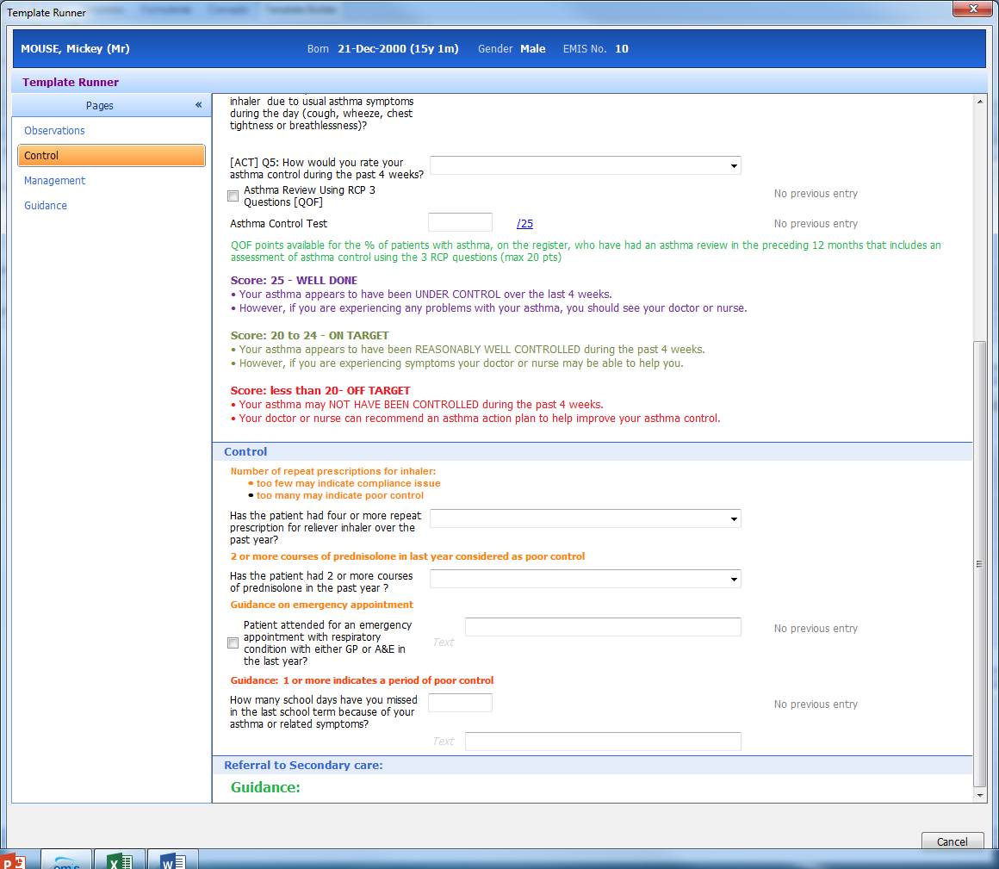 Template Runner
MOUSE, Mickey (Mr) Born 21-Dec-2000 (15y 1m) Gender Male EMIS No. 10
Template Runner
Pages «
Observations
Control
Management
Guidance
inhaler due to usual asthma symptoms
during the day (cough, wheeze, chest
tightness or breathlessness)?
[ACT] Q5: How would you rate your
asthma control during the past 4 weeks?
Asthma Review Using RCP 3
Questions [QOF]
No previous entry
Asthma Control Test /25 No previous entry
QOF points available for the % of patients with asthma, on the register, who have had an asthma review in the preceding 12 months that includes an
assessment of asthma control using the 3 RCP questions (max 20 pts)
Score: 25 - WELL DONE
• Your asthma appears to have been UNDER CONTROL over the last 4 weeks.
• However, if you are experiencing any problems with your asthma, you should see your doctor or nurse.
Score: 20 to 24 - ON TARGET
• Your asthma appears to have been REASONABLY WELL CONTROLLED during the past 4 weeks.
• However, if you are experiencing symptoms your doctor or nurse may be able to help you.
Score: less than 20- OFF TARGET
• Your asthma may NOT HAVE BEEN CONTROLLED during the past 4 weeks.
• Your doctor or nurse can recommend an asthma action plan to help improve your asthma control.
Control
Number of repeat prescriptions for inhaler:
• too few may indicate compliance issue
• too many may indicate poor control
Has the patient had four or more repeat
prescription for reliever inhaler over the
past year?
2 or more courses of prednisolone in last year considered as poor control
Has the patient had 2 or more courses
of prednisolone in the past year ?
Guidance on emergency appointment
Patient attended for an emergency
appointment with respiratory
condition with either GP or A&E in
the last year?
Text
No previous entry
Guidance: 1 or more indicates a period of poor control
How many school days have you missed
in the last school term because of your
asthma or related symptoms?
No previous entry
Text
Referral to Secondary care:
Guidance:
Cancel